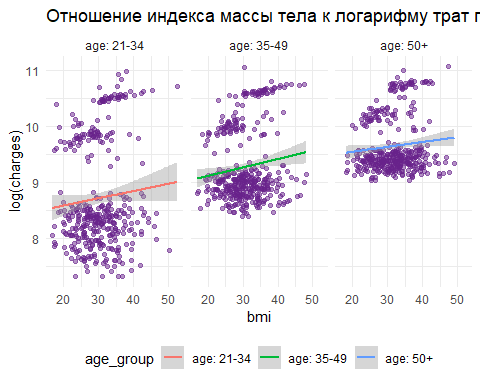 Отношение индекса массы тела к логарифму трат
age: 21-34 age: 35-49 age: 50+
11
10
9
8
log(charges)
20 30 40 50 20 30 40 50 20 30 40 50
bmi
age_group age: 21-34 age: 35-49 age: 50+